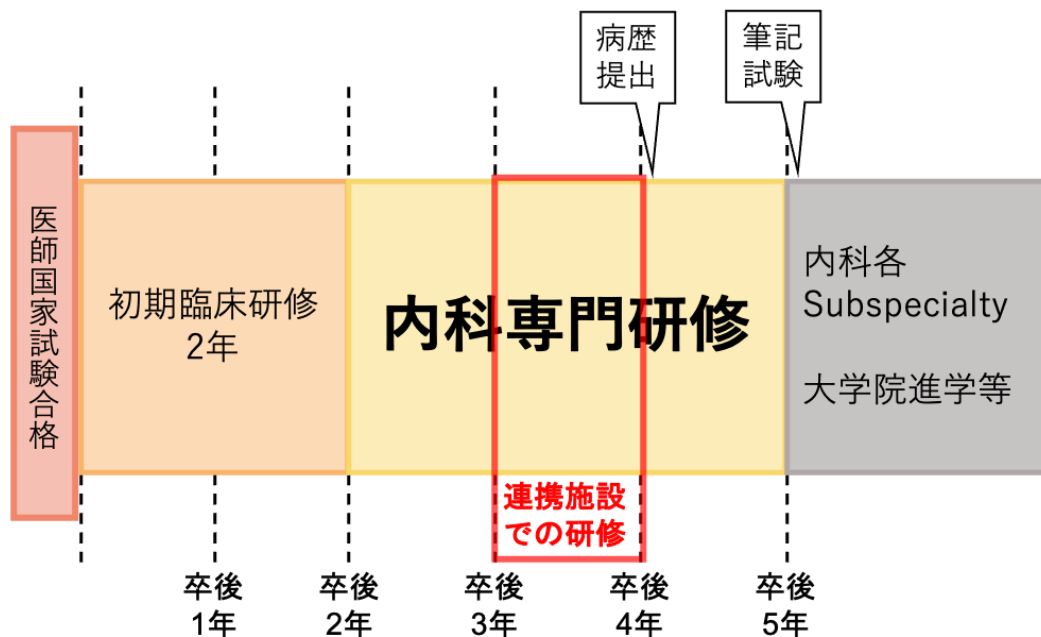 病歴
提出
筆記
試験
医師国家試験合格
初期臨床研修
2年
内科専門研修
内科各
Subspecialty
大学院進学等
連携施設
での研修
卒後
1年
卒後
2年
卒後
3年
卒後
4年
卒後
5年